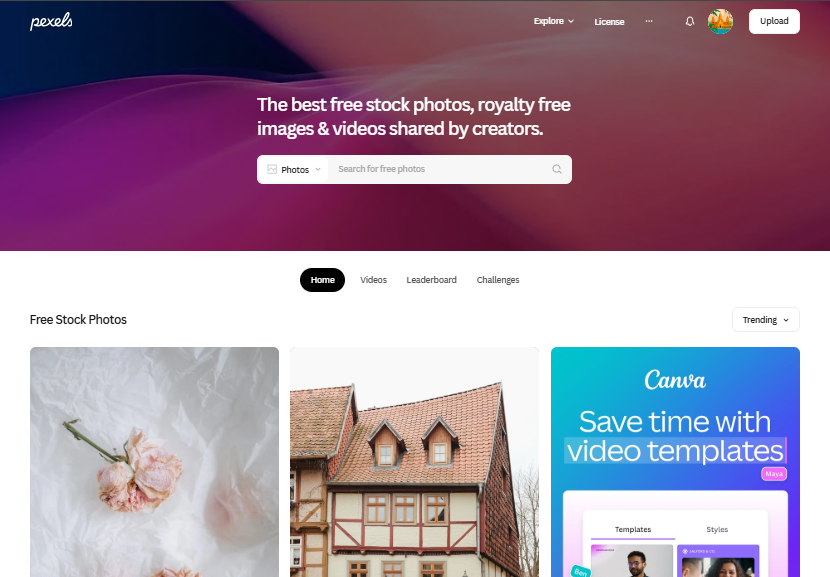 pexels
Explore
License
...
Upload
The best free stock photos, royalty free
images & videos shared by creators.
Photos
Search for free photos
Home
Videos
Leaderboard
Challenges
Free Stock Photos
Trending
Canva
Save time with
video templates
Maya
Templates
Styles
Ben